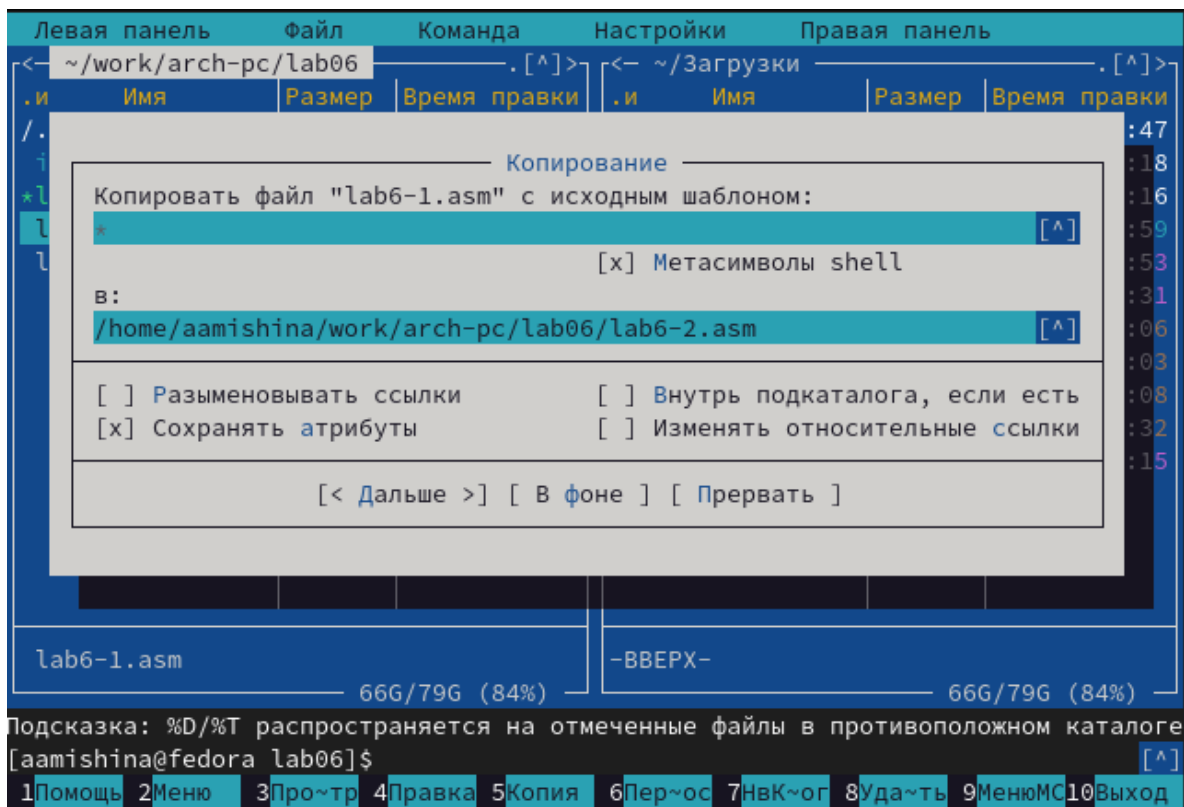 Левая панель Файл Команда Настройки Правая панель
<— ~/work/arch-pc/lab06 .[^]> <— ~/Загрузки .[^]>
.и Имя Размер Время правки .и Имя Размер Время правки
/. :47
i Копирование :18
*l Копировать файл "lab6-1.asm" с исходным шаблоном: :16
l * [^] :59
l [x] Метасимволы shell :53
в: :31
/home/aamishina/work/arch-pc/lab06/lab6-2.asm [^] :06
:03
[ ] Разыменовывать ссылки [ ] Внутрь подкаталога, если есть :08
[x] Сохранять атрибуты [ ] Изменять относительные ссылки :32
:15
[< Дальше >] [ В фоне ] [ Прервать ]
lab6-1.asm -ВВЕРХ-
66G/79G (84%) 66G/79G (84%)
Подсказка: %D/%T распространяется на отмеченные файлы в противоположном каталоге
[aamishina@fedora lab06]$ [^]
1Помощь 2Меню 3Про~тр 4Правка 5Копия 6Пер~ос 7НвК~ог 8Уда~ть 9МенюМС 10Выход